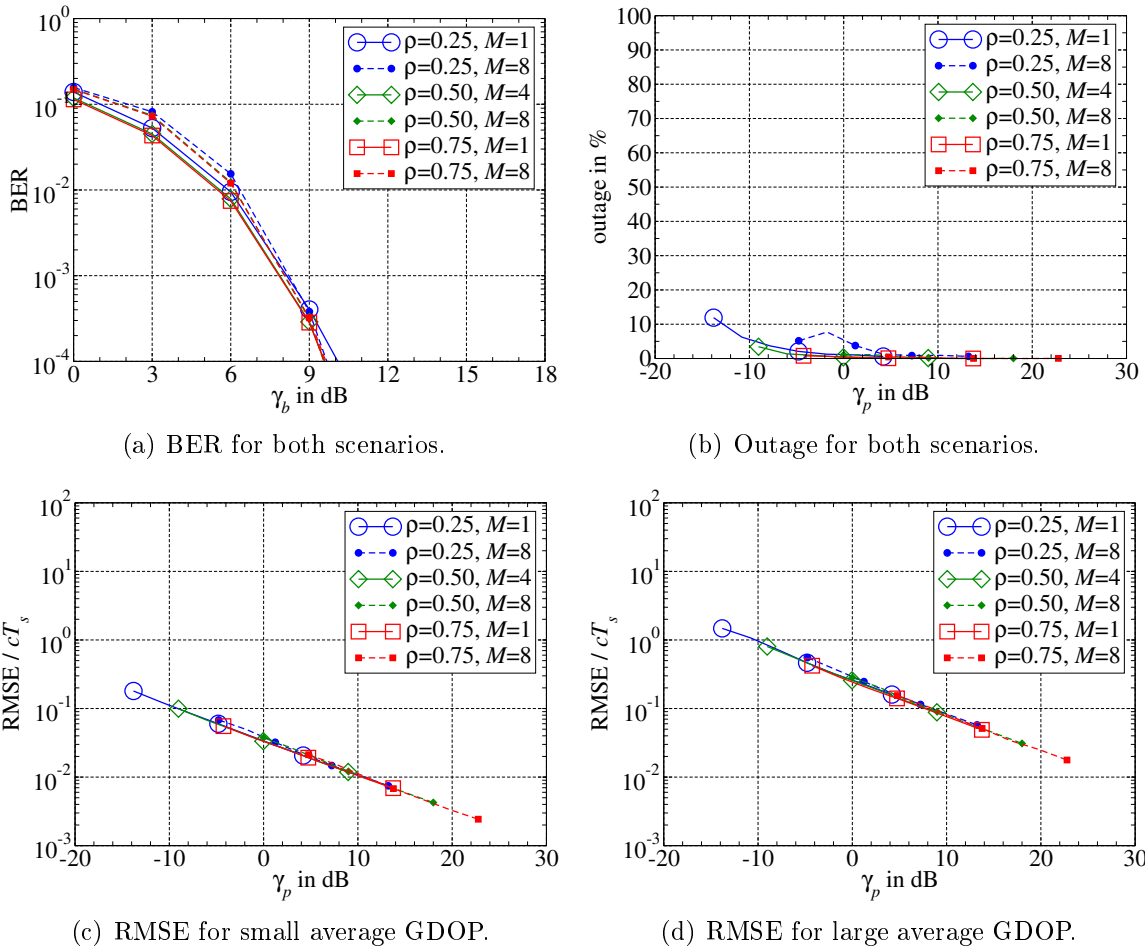 10^0
10^-1
10^-2
10^-3
10^-4
BER
0 3 6 9 12 15 18
γ_b in dB
ρ=0.25, M=1
ρ=0.25, M=8
ρ=0.50, M=4
ρ=0.50, M=8
ρ=0.75, M=1
ρ=0.75, M=8
(a) BER for both scenarios.
100
90
80
70
60
50
40
30
20
10
0
outage in %
-20 -10 0 10 20 30
γ_p in dB
ρ=0.25, M=1
ρ=0.25, M=8
ρ=0.50, M=4
ρ=0.50, M=8
ρ=0.75, M=1
ρ=0.75, M=8
(b) Outage for both scenarios.
10^2
10^1
10^0
10^-1
10^-2
10^-3
RMSE / cT_s
-20 -10 0 10 20 30
γ_p in dB
ρ=0.25, M=1
ρ=0.25, M=8
ρ=0.50, M=4
ρ=0.50, M=8
ρ=0.75, M=1
ρ=0.75, M=8
(c) RMSE for small average GDOP.
10^2
10^1
10^0
10^-1
10^-2
10^-3
RMSE / cT_s
-20 -10 0 10 20 30
γ_p in dB
ρ=0.25, M=1
ρ=0.25, M=8
ρ=0.50, M=4
ρ=0.50, M=8
ρ=0.75, M=1
ρ=0.75, M=8
(d) RMSE for large average GDOP.